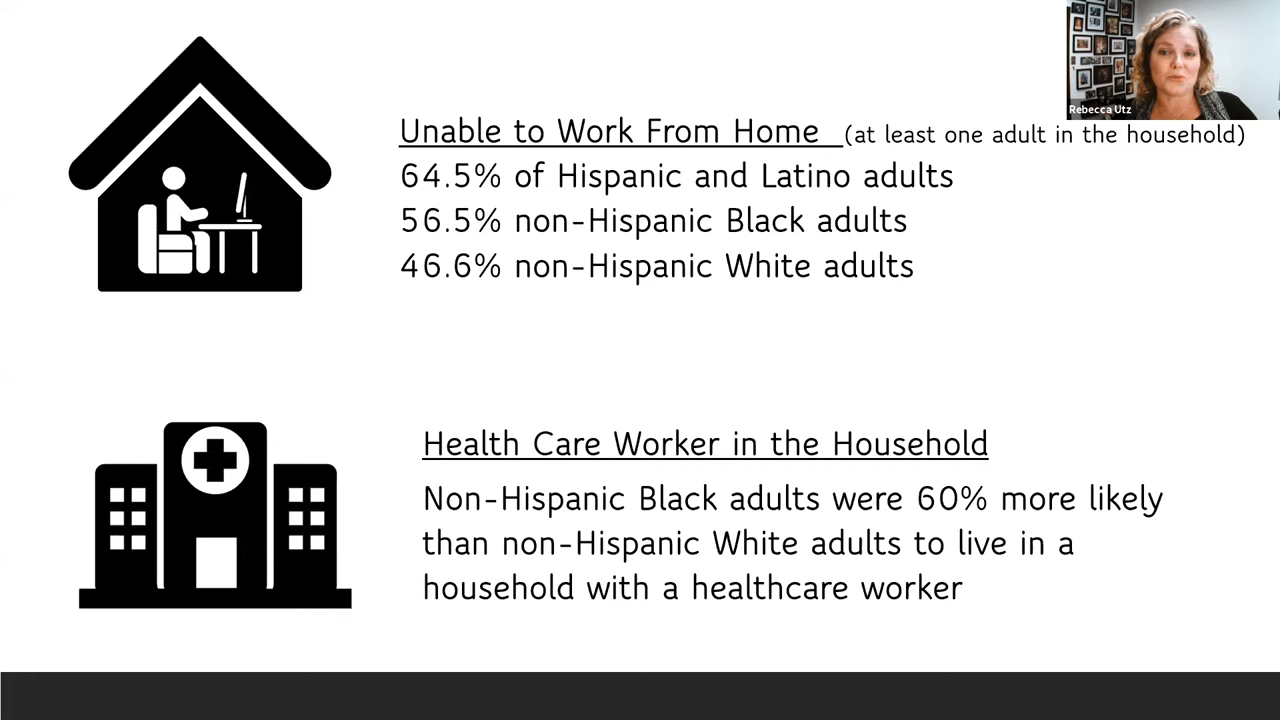 Rebecca Utz
Unable to Work From Home (at least one adult in the household)
64.5% of Hispanic and Latino adults
56.5% non-Hispanic Black adults
46.6% non-Hispanic White adults
Health Care Worker in the Household
Non-Hispanic Black adults were 60% more likely
than non-Hispanic White adults to live in a
household with a healthcare worker